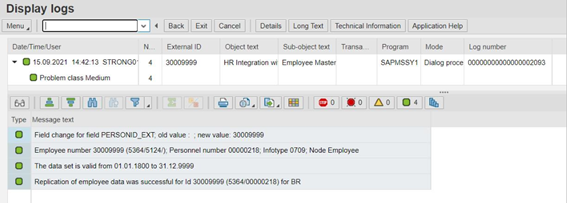 Display logs
Menu Back Exit Cancel Details Long Text Technical Information Application Help
Date/Time/User N... External ID Object text Sub-object text Transa... Program Mode Log number
15.09.2021 14:42:13 STRONG01 4 30009999 HR Integration wi Employee Master SAPMSSY1 Dialog proce 00000000000000002093
Problem class Medium 4
0 0 0 4
Type Message text
Field change for field PERSONID_EXT; old value : ; new value: 30009999
Employee number 30009999 (5364/5124/); Personnel number 00000218; Infotype 0709; Node Employee
The data set is valid from 01.01.1800 to 31.12.9999
Replication of employee data was successful for Id 30009999 (5364/00000218) for BR